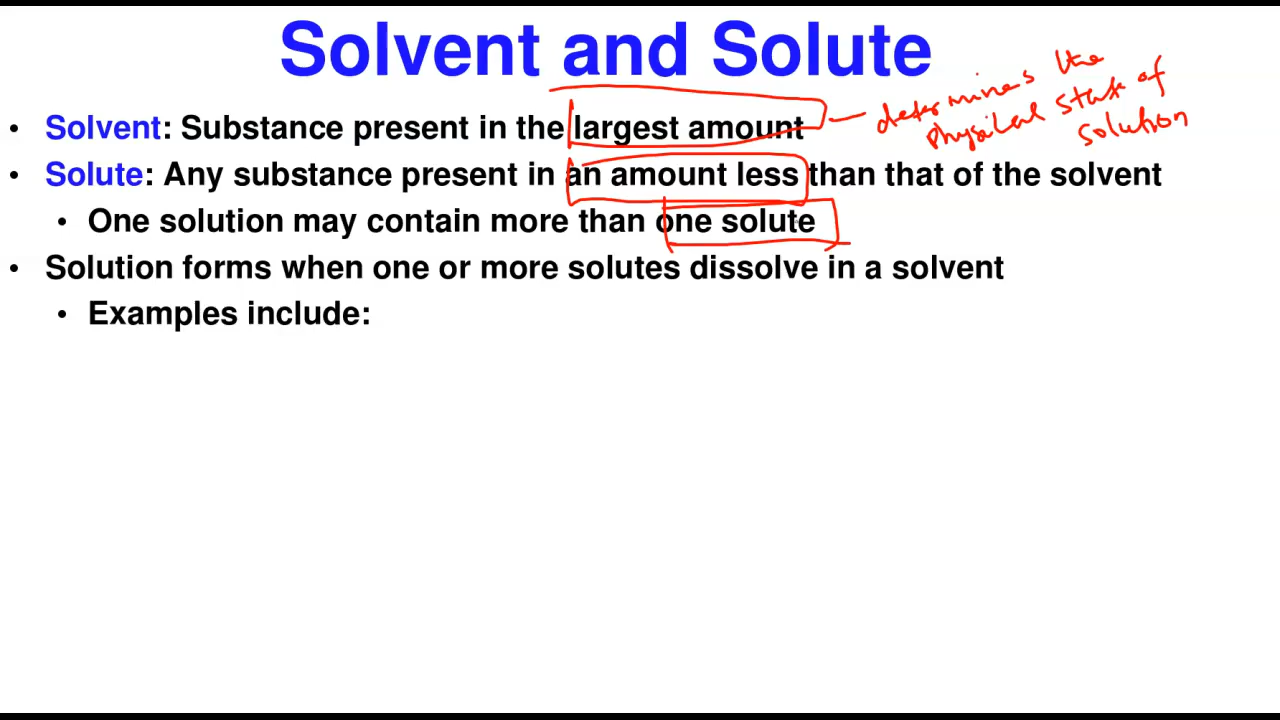 Solvent and Solute
• Solvent: Substance present in the largest amount
determines the
physical state of
solution
• Solute: Any substance present in an amount less than that of the solvent
• One solution may contain more than one solute
• Solution forms when one or more solutes dissolve in a solvent
• Examples include: